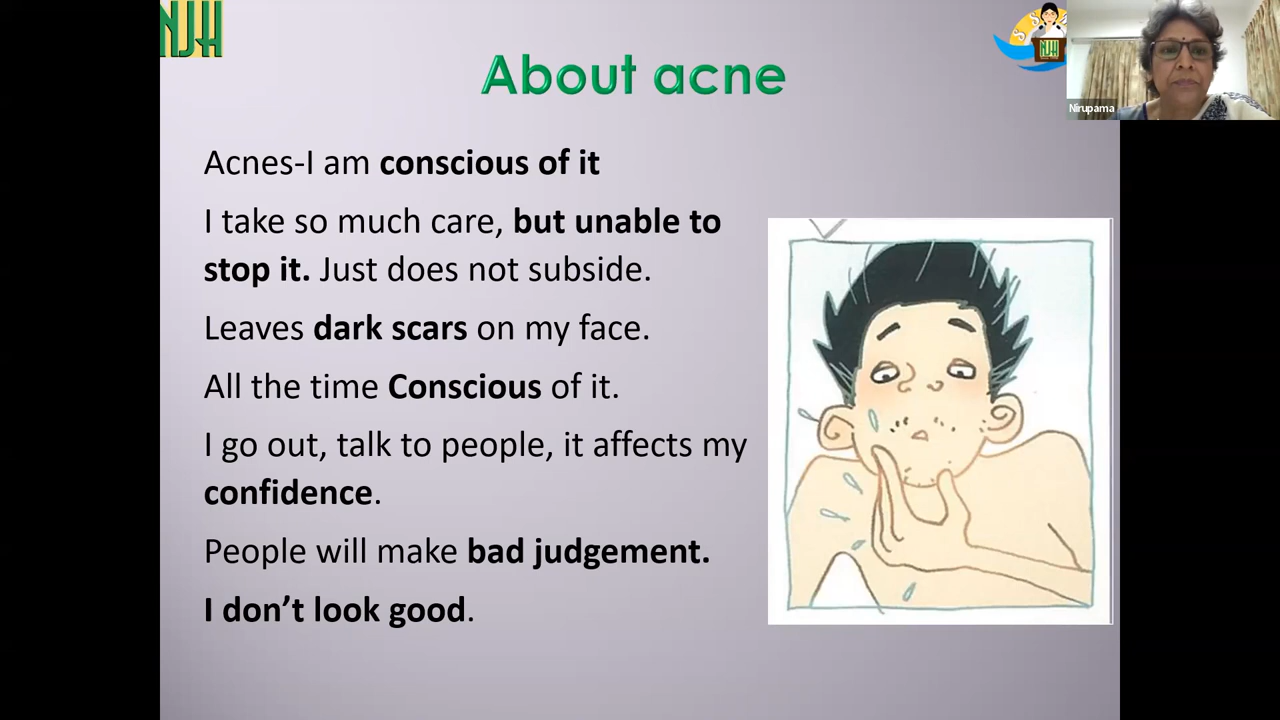 NJH
About acne
Nirupama
Acnes-I am conscious of it
I take so much care, but unable to
stop it. Just does not subside.
Leaves dark scars on my face.
All the time Conscious of it.
I go out, talk to people, it affects my
confidence.
People will make bad judgement.
I don’t look good.